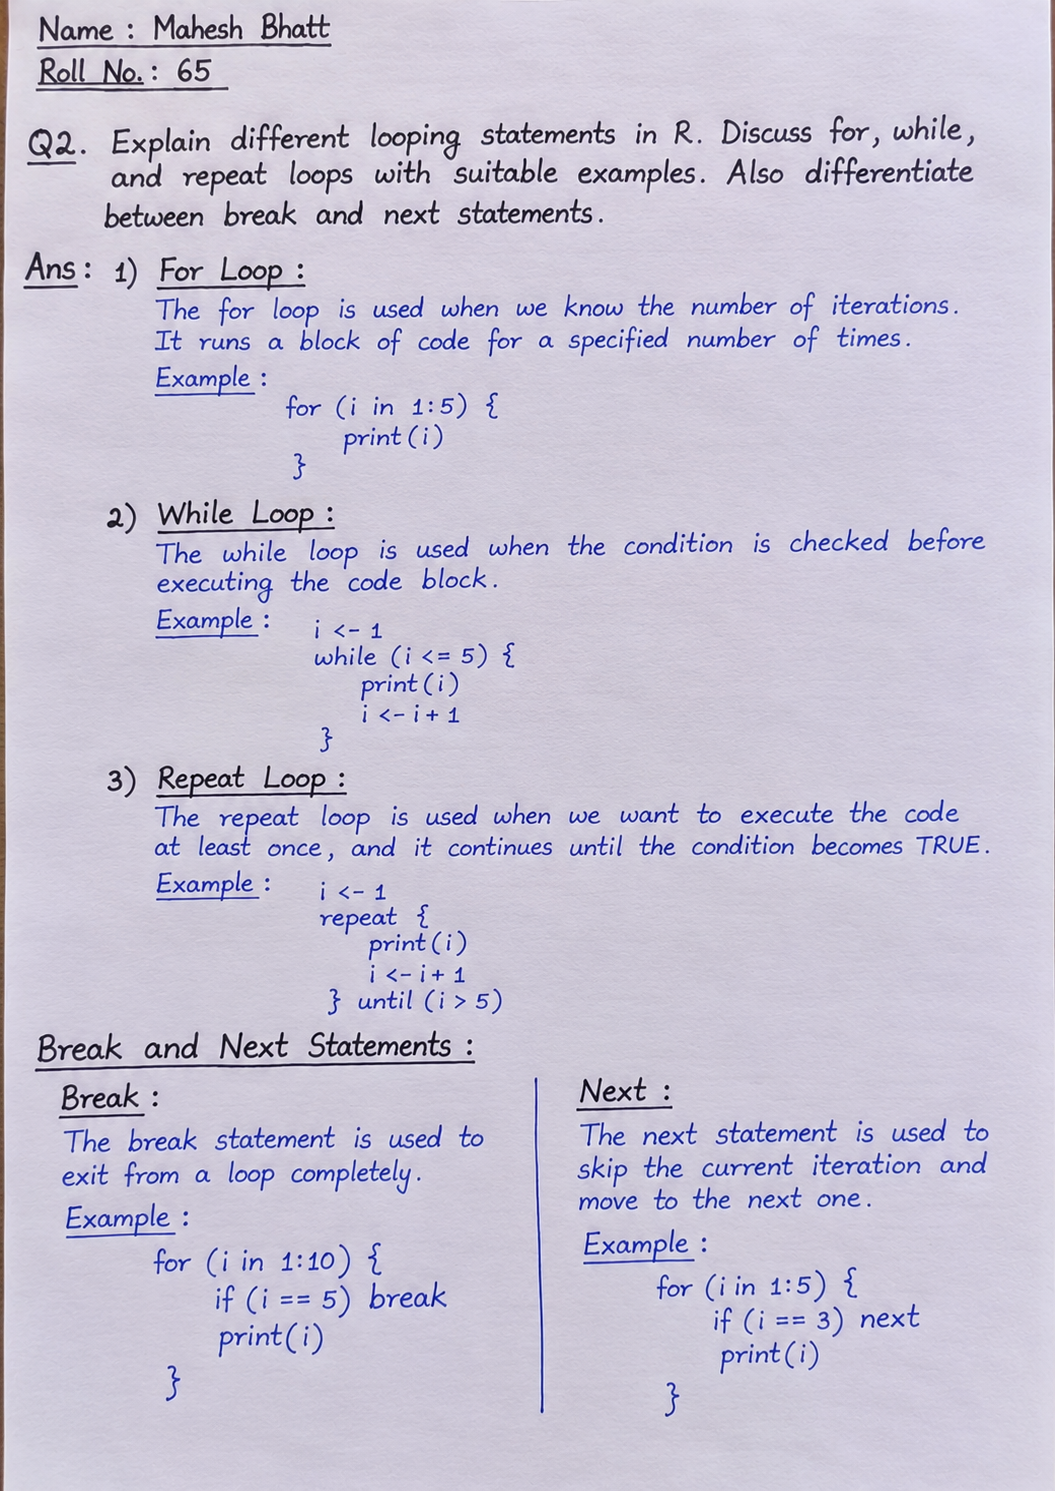 Name : Mahesh Bhatt
Roll No. : 65
Q2. Explain different looping statements in R. Discuss for, while,
and repeat loops with suitable examples. Also differentiate
between break and next statements.
Ans : 1) For Loop :
The for loop is used when we know the number of iterations.
It runs a block of code for a specified number of times.
Example :
for (i in 1:5) {
print(i)
}
2) While Loop :
The while loop is used when the condition is checked before
executing the code block.
Example :
i <- 1
while (i <= 5) {
print(i)
i <- i + 1
}
3) Repeat Loop :
The repeat loop is used when we want to execute the code
at least once, and it continues until the condition becomes TRUE.
Example :
i <- 1
repeat {
print(i)
i <- i + 1
} until (i > 5)
Break and Next Statements :
Break :
The break statement is used to
exit from a loop completely.
Example :
for (i in 1:10) {
if (i == 5) break
print(i)
}
Next :
The next statement is used to
skip the current iteration and
move to the next one.
Example :
for (i in 1:5) {
if (i == 3) next
print(i)
}